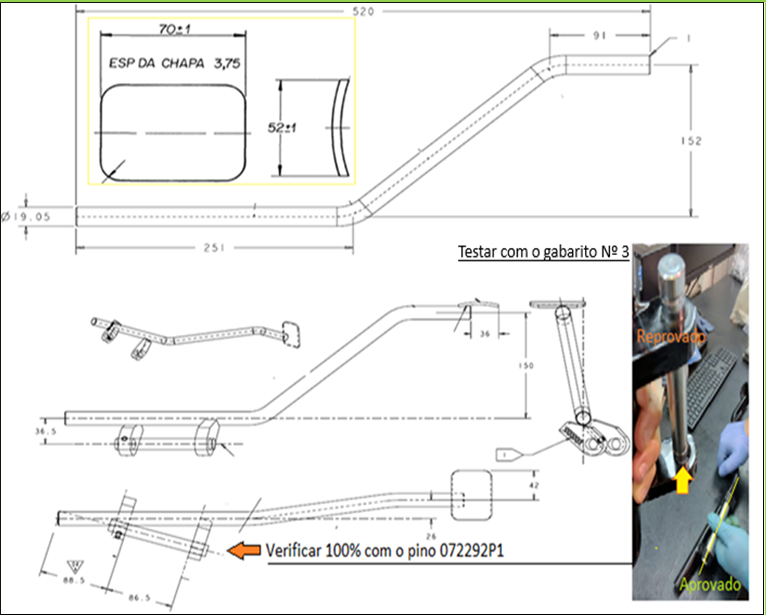 520
70±1
91
1
ESP DA CHAPA 3,75
52±1
152
Ø19.05
251
Testar com o gabarito Nº 3
Reprovado
36
150
36.5
1
42
26
Verificar 100% com o pino 072292P1
88.5
86.5
Aprovado